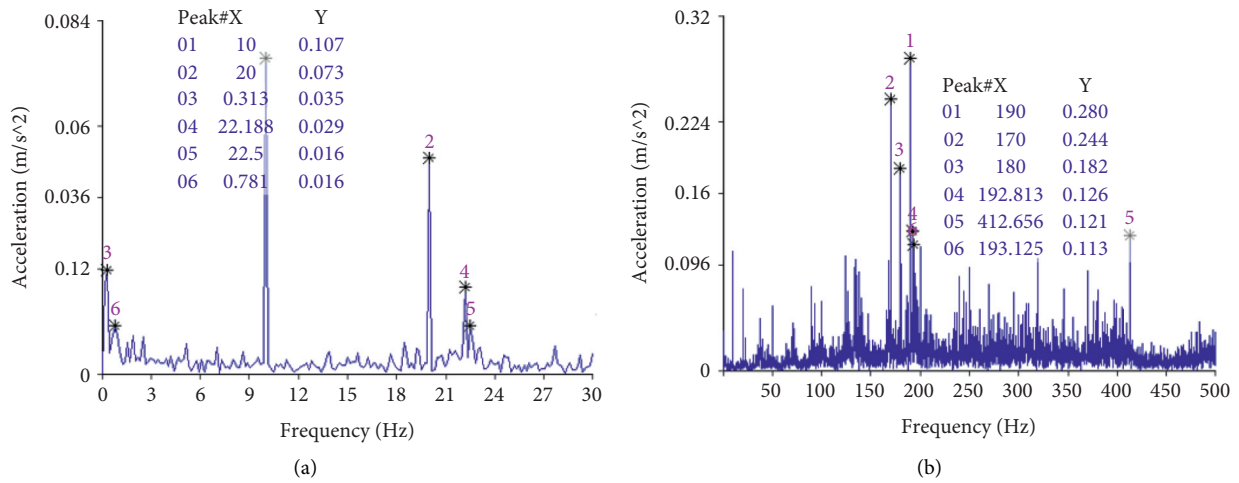 0.084
0.06
0.036
0.12
0
Acceleration (m/s^2)
Peak#X Y
01 10 0.107
02 20 0.073
03 0.313 0.035
04 22.188 0.029
05 22.5 0.016
06 0.781 0.016
2
3
4
5
6
0 3 6 9 12 15 18 21 24 27 30
Frequency (Hz)
(a)
0.32
0.224
0.16
0.096
0
Acceleration (m/s^2)
1
2
3
4
5
Peak#X Y
01 190 0.280
02 170 0.244
03 180 0.182
04 192.813 0.126
05 412.656 0.121
06 193.125 0.113
50 100 150 200 250 300 350 400 450 500
Frequency (Hz)
(b)